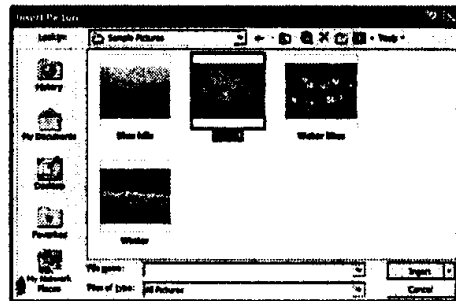 Insert Picture
Look in: Sample Pictures Tools
History
My Documents
Desktop
Favorites
My Network Places
Blue hills
Water lilies
Winter
File name:
Files of type: All Pictures
Insert
Cancel